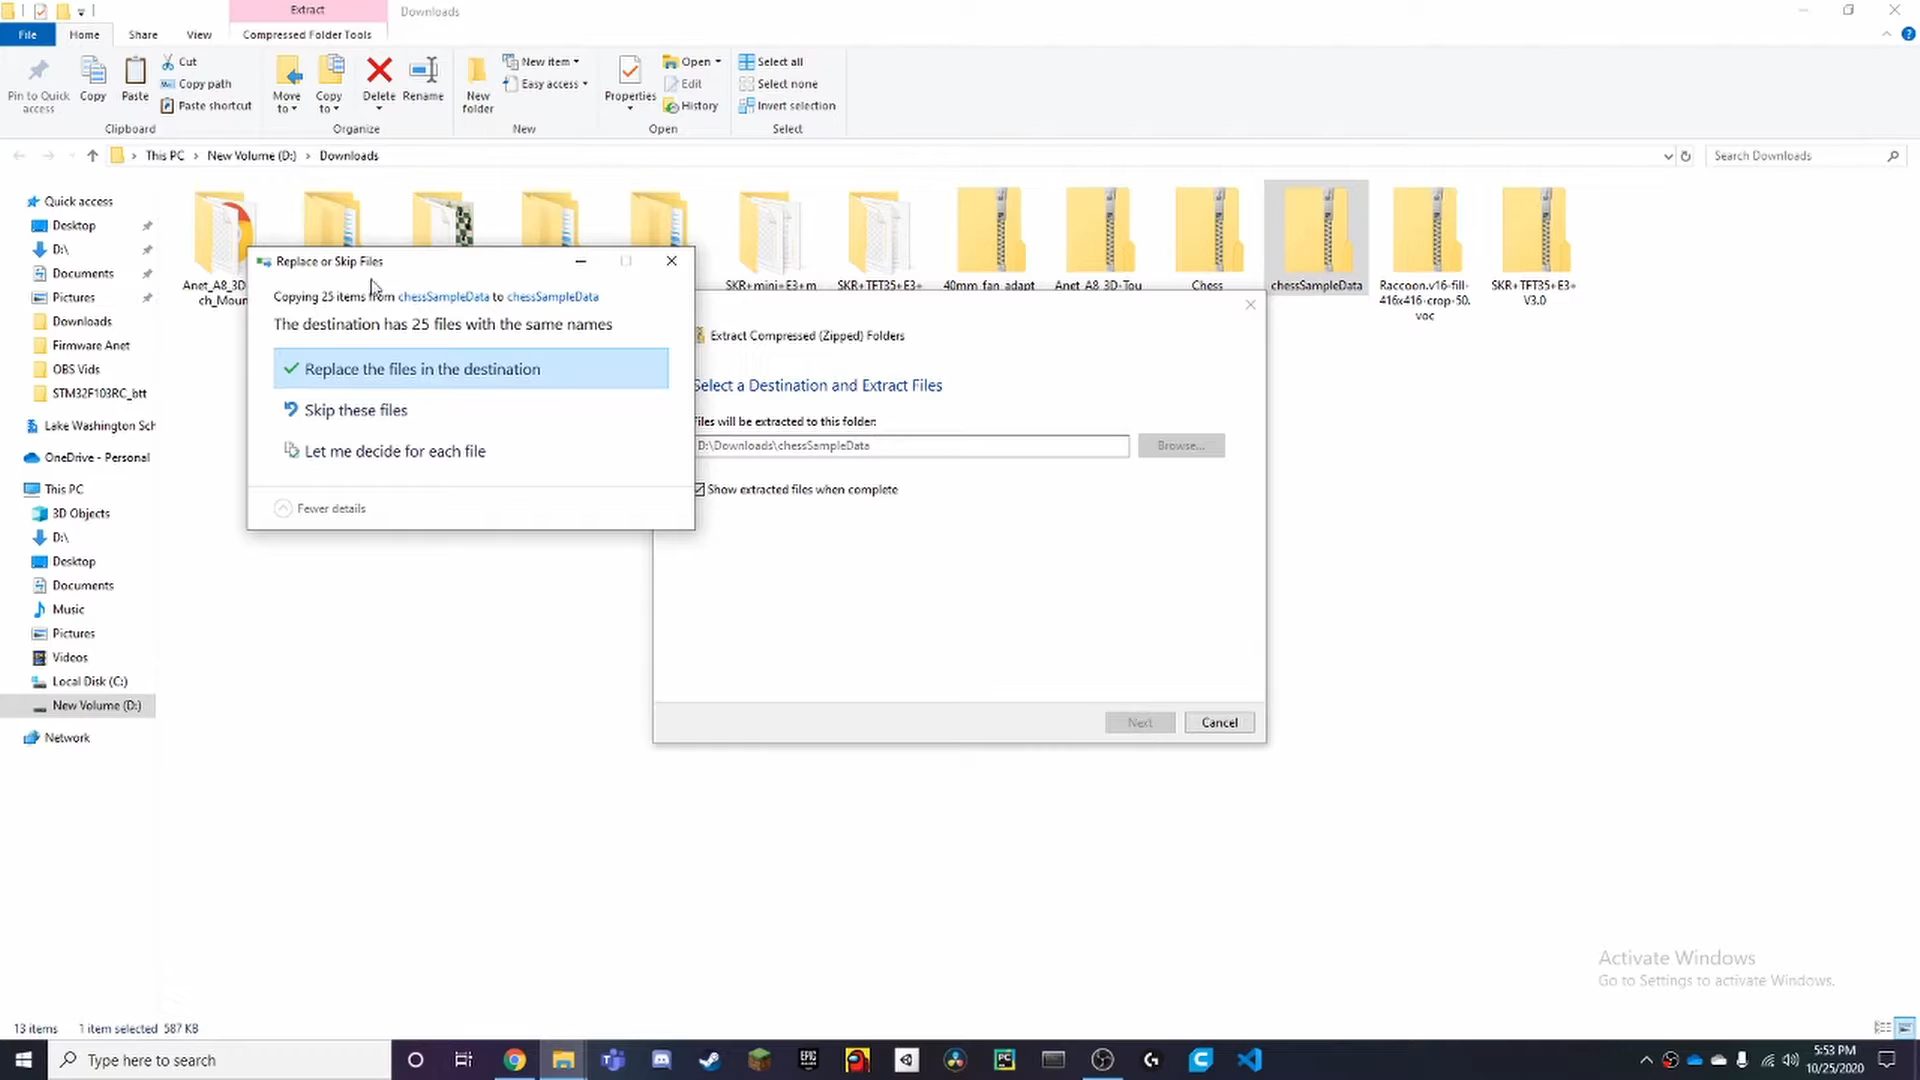 Extract
Downloads
File
Home
Share
View
Compressed Folder Tools
Pin to Quick access
Copy
Paste
Cut
Copy path
Paste shortcut
Clipboard
Move to
Copy to
Delete
Rename
Organize
New folder
New item
Easy access
New
Properties
Open
Edit
History
Open
Select all
Select none
Invert selection
Select
This PC
New Volume (D:)
Downloads
Search Downloads
Quick access
Desktop
D:\
Documents
Pictures
Downloads
Firmware Anet
OBS Vids
STM32F103RC_btt
Lake Washington Sch
OneDrive - Personal
This PC
3D Objects
D:\
Desktop
Documents
Music
Pictures
Videos
Local Disk (C:)
New Volume (D:)
Network
Anet_A8_3D-
ch_Moun
SKR+mini+E3+m
SKR+TFT35+E3+
40mm_fan_adapt
Anet_A8_3D-Tou
Chess
chessSampleData
Raccoon.v16-fill-
416x416-crop-50.
voc
SKR+TFT35+E3+
V3.0
Replace or Skip Files
Copying 25 items from chessSampleData to chessSampleData
The destination has 25 files with the same names
Replace the files in the destination
Skip these files
Let me decide for each file
Fewer details
Extract Compressed (Zipped) Folders
Select a Destination and Extract Files
Files will be extracted to this folder:
D:\Downloads\chessSampleData
Browse...
Show extracted files when complete
Next
Cancel
Activate Windows
Go to Settings to activate Windows.
13 items
1 item selected 587 KB
Type here to search
EPIC
PC
5:53 PM
10/25/2020